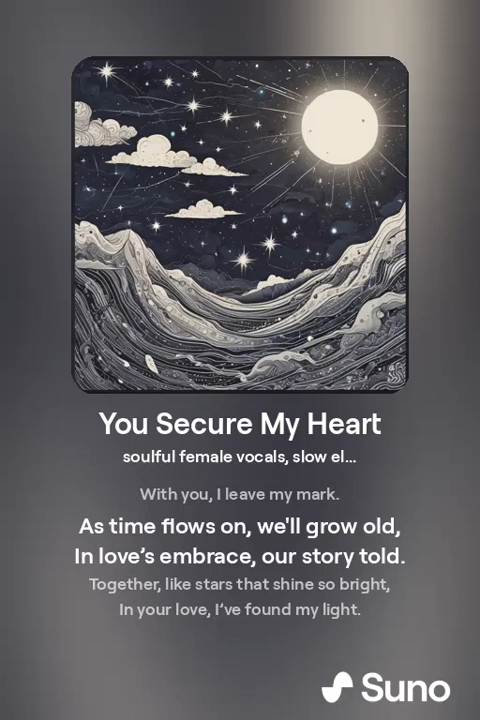 You Secure My Heart
soulful female vocals, slow el...
With you, I leave my mark.
As time flows on, we'll grow old,
In love’s embrace, our story told.
Together, like stars that shine so bright,
In your love, I’ve found my light.
Suno